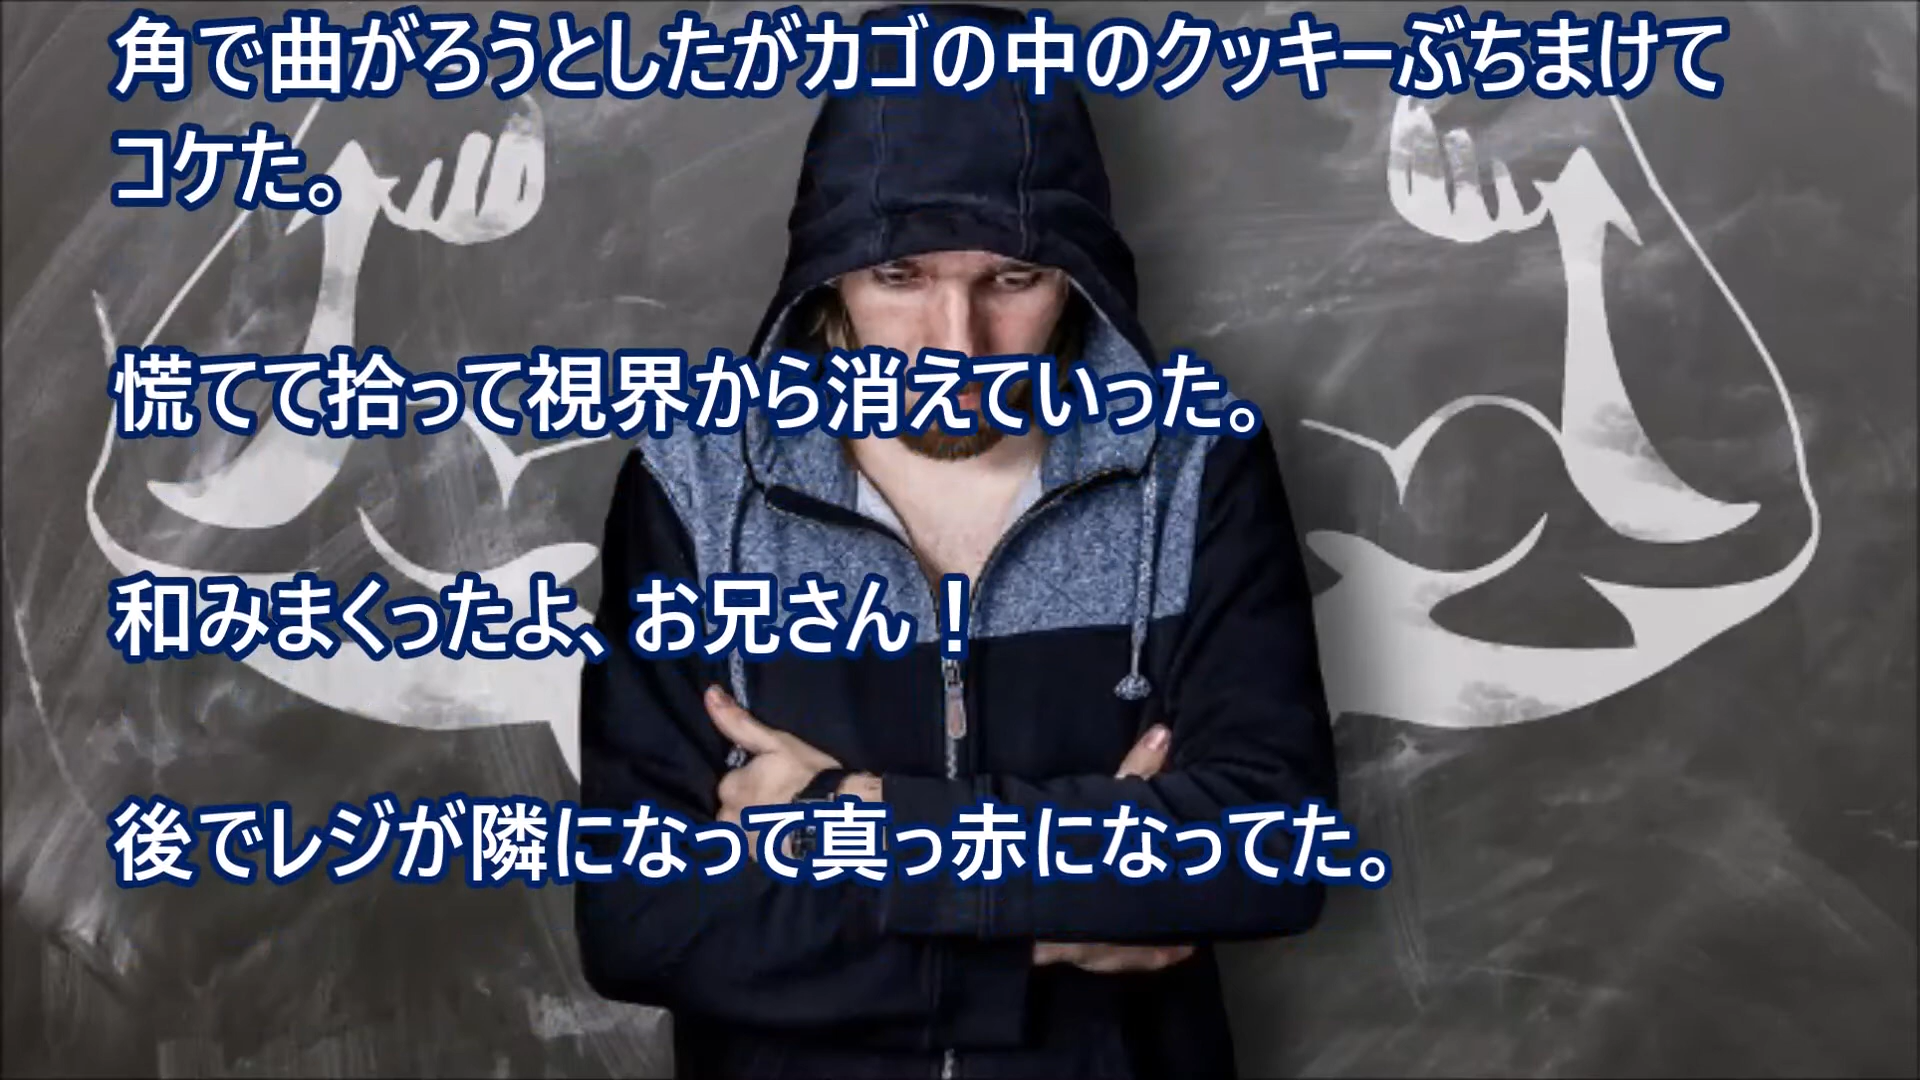 角で曲がろうとしたがカゴの中のクッキーぶちまけて
コケた。
慌てて拾って視界から消えていった。
和みまくったよ、お兄さん！
後でレジが隣になって真っ赤になってた。